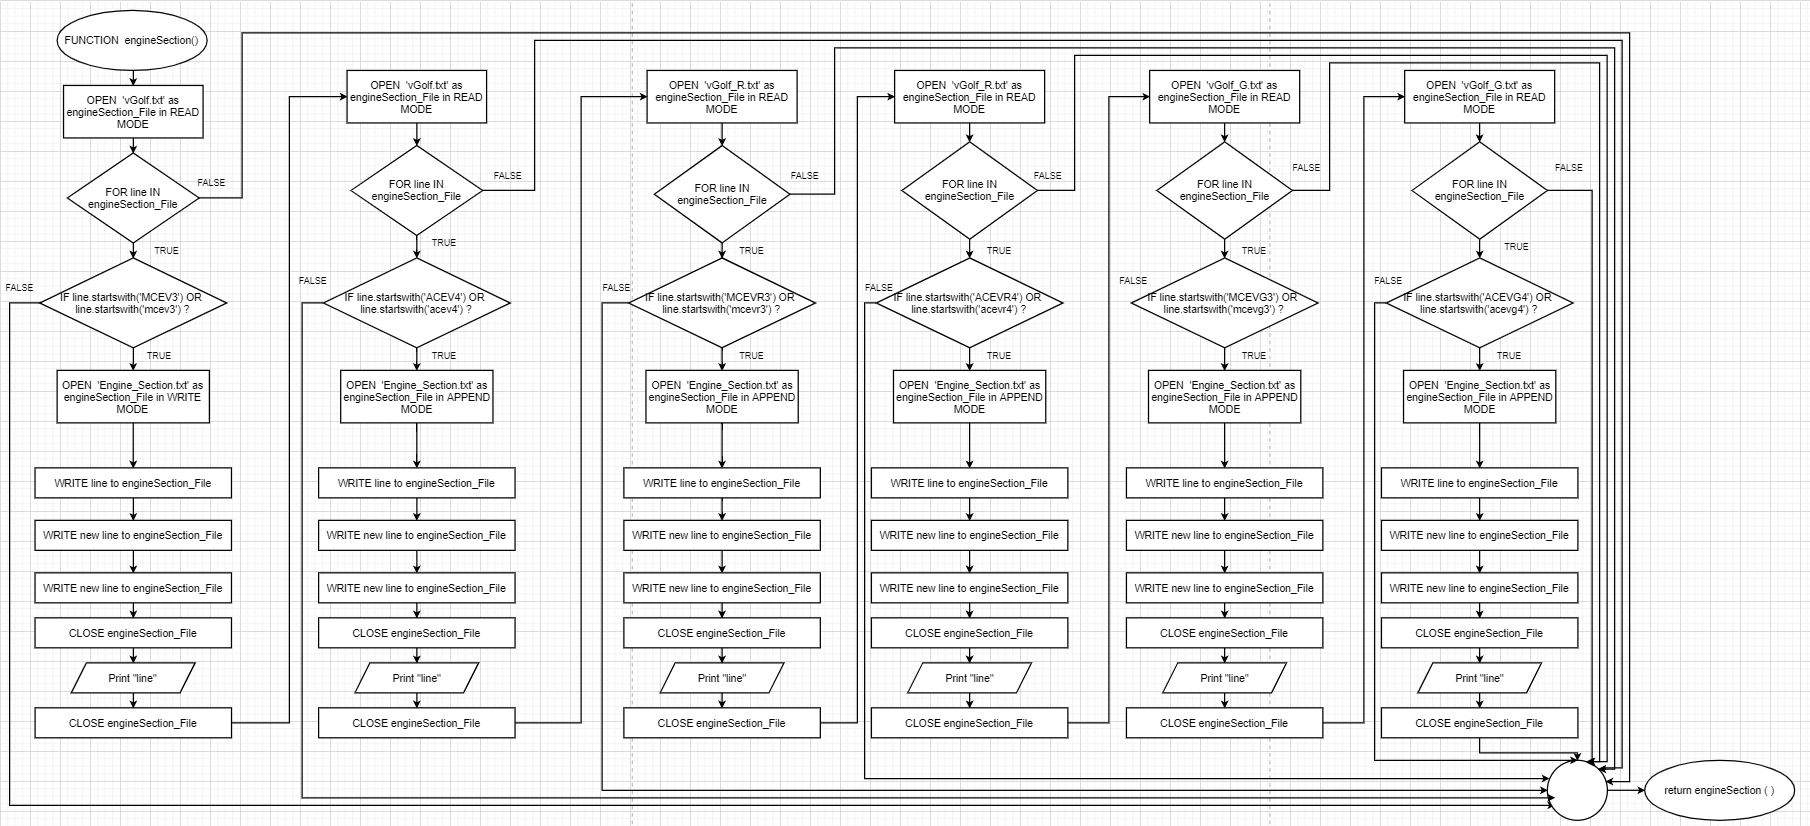 FUNCTION engineSection()
OPEN 'vGolf.txt' as
engineSection_File in READ
MODE
FOR line IN
engineSection_File
FALSE
TRUE
FALSE
IF line.startswith('MCEV3') OR
line.startswith('mcev3') ?
TRUE
OPEN 'Engine_Section.txt' as
engineSection_File in WRITE
MODE
WRITE line to engineSection_File
WRITE new line to engineSection_File
WRITE new line to engineSection_File
CLOSE engineSection_File
Print "line"
CLOSE engineSection_File
OPEN 'vGolf.txt' as
engineSection_File in READ
MODE
FOR line IN
engineSection_File
FALSE
TRUE
FALSE
IF line.startswith('ACEV4') OR
line.startswith('acev4') ?
TRUE
OPEN 'Engine_Section.txt' as
engineSection_File in APPEND
MODE
WRITE line to engineSection_File
WRITE new line to engineSection_File
WRITE new line to engineSection_File
CLOSE engineSection_File
Print "line"
CLOSE engineSection_File
OPEN 'vGolf_R.txt' as
engineSection_File in READ
MODE
FOR line IN
engineSection_File
FALSE
TRUE
FALSE
IF line.startswith('MCEVR3') OR
line.startswith('mcevr3') ?
TRUE
OPEN 'Engine_Section.txt' as
engineSection_File in APPEND
MODE
WRITE line to engineSection_File
WRITE new line to engineSection_File
WRITE new line to engineSection_File
CLOSE engineSection_File
Print "line"
CLOSE engineSection_File
OPEN 'vGolf_R.txt' as
engineSection_File in READ
MODE
FOR line IN
engineSection_File
FALSE
TRUE
FALSE
IF line.startswith('ACEVR4') OR
line.startswith('acevr4') ?
TRUE
OPEN 'Engine_Section.txt' as
engineSection_File in APPEND
MODE
WRITE line to engineSection_File
WRITE new line to engineSection_File
WRITE new line to engineSection_File
CLOSE engineSection_File
Print "line"
CLOSE engineSection_File
OPEN 'vGolf_G.txt' as
engineSection_File in READ
MODE
FOR line IN
engineSection_File
FALSE
TRUE
FALSE
IF line.startswith('MCEVG3') OR
line.startswith('mcevg3') ?
TRUE
OPEN 'Engine_Section.txt' as
engineSection_File in APPEND
MODE
WRITE line to engineSection_File
WRITE new line to engineSection_File
WRITE new line to engineSection_File
CLOSE engineSection_File
Print "line"
CLOSE engineSection_File
OPEN 'vGolf_G.txt' as
engineSection_File in READ
MODE
FOR line IN
engineSection_File
FALSE
TRUE
FALSE
IF line.startswith('ACEVG4') OR
line.startswith('acevg4') ?
TRUE
OPEN 'Engine_Section.txt' as
engineSection_File in APPEND
MODE
WRITE line to engineSection_File
WRITE new line to engineSection_File
WRITE new line to engineSection_File
CLOSE engineSection_File
Print "line"
CLOSE engineSection_File
return engineSection ( )